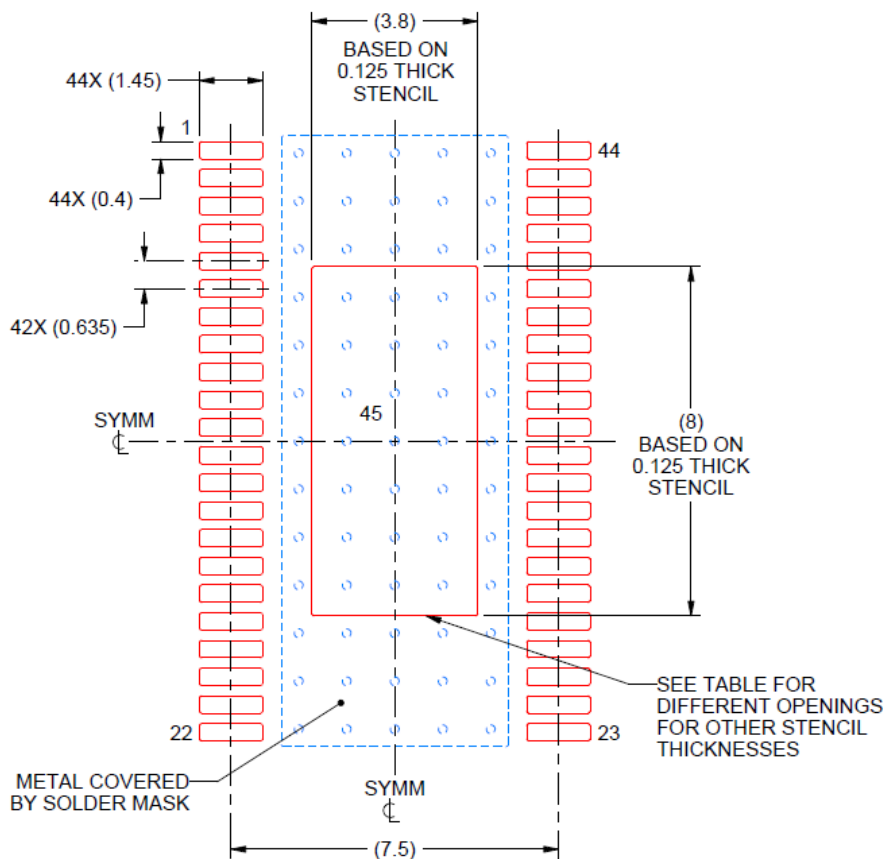 (3.8)
BASED ON
0.125 THICK
STENCIL
44X (1.45)
1
44
44X (0.4)
42X (0.635)
45
SYMM
℄
(8)
BASED ON
0.125 THICK
STENCIL
SEE TABLE FOR
DIFFERENT OPENINGS
FOR OTHER STENCIL
THICKNESSES
22
23
METAL COVERED
BY SOLDER MASK
SYMM
℄
(7.5)